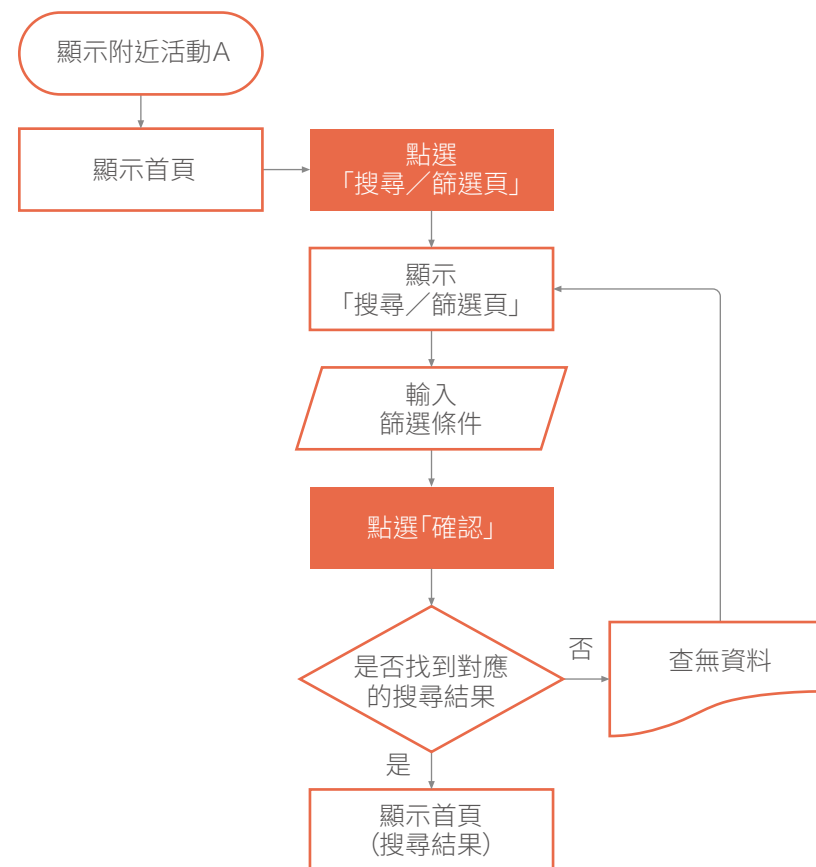 顯示附近活動A
顯示首頁
點選
「搜尋／篩選頁」
顯示
「搜尋／篩選頁」
輸入
篩選條件
點選「確認」
是否找到對應
的搜尋結果
否
查無資料
是
顯示首頁
(搜尋結果)